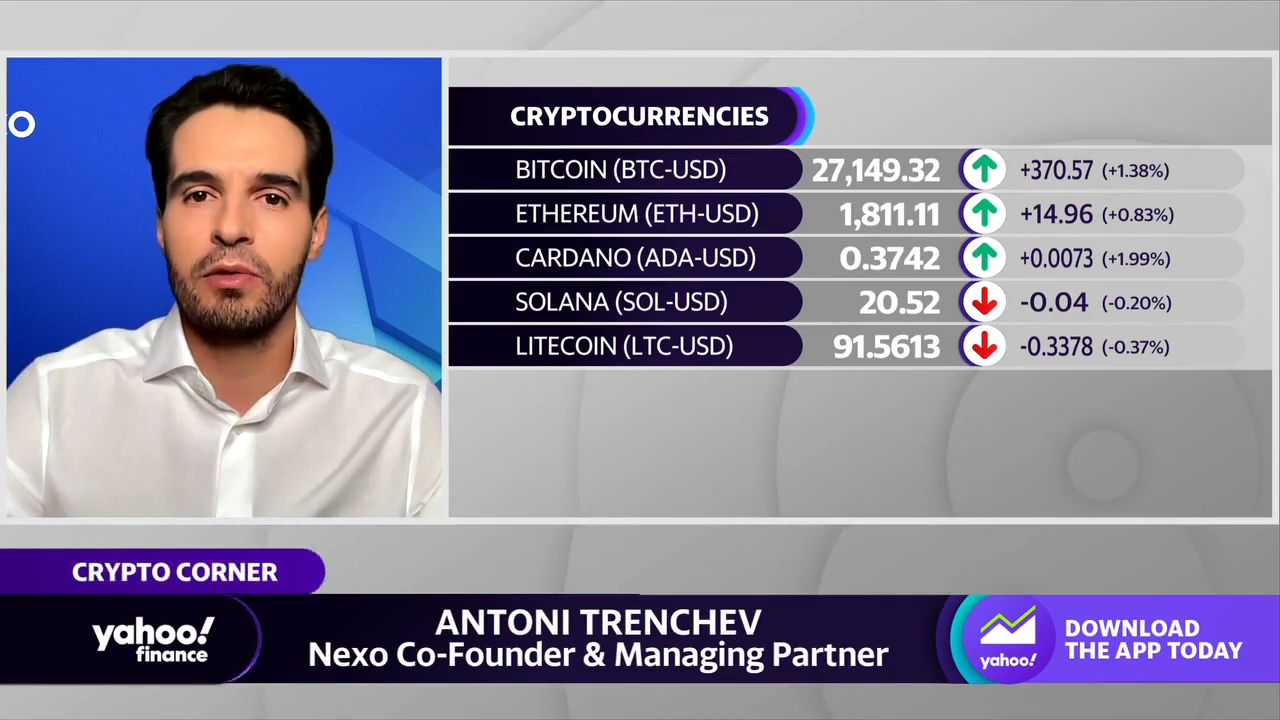 XO
CRYPTOCURRENCIES
BITCOIN (BTC-USD) 27,149.32 +370.57 (+1.38%)
ETHEREUM (ETH-USD) 1,811.11 +14.96 (+0.83%)
CARDANO (ADA-USD) 0.3742 +0.0073 (+1.99%)
SOLANA (SOL-USD) 20.52 -0.04 (-0.20%)
LITECOIN (LTC-USD) 91.5613 -0.3378 (-0.37%)
CRYPTO CORNER
yahoo!
finance
ANTONI TRENCHEV
Nexo Co-Founder & Managing Partner
yahoo!
DOWNLOAD
THE APP TODAY